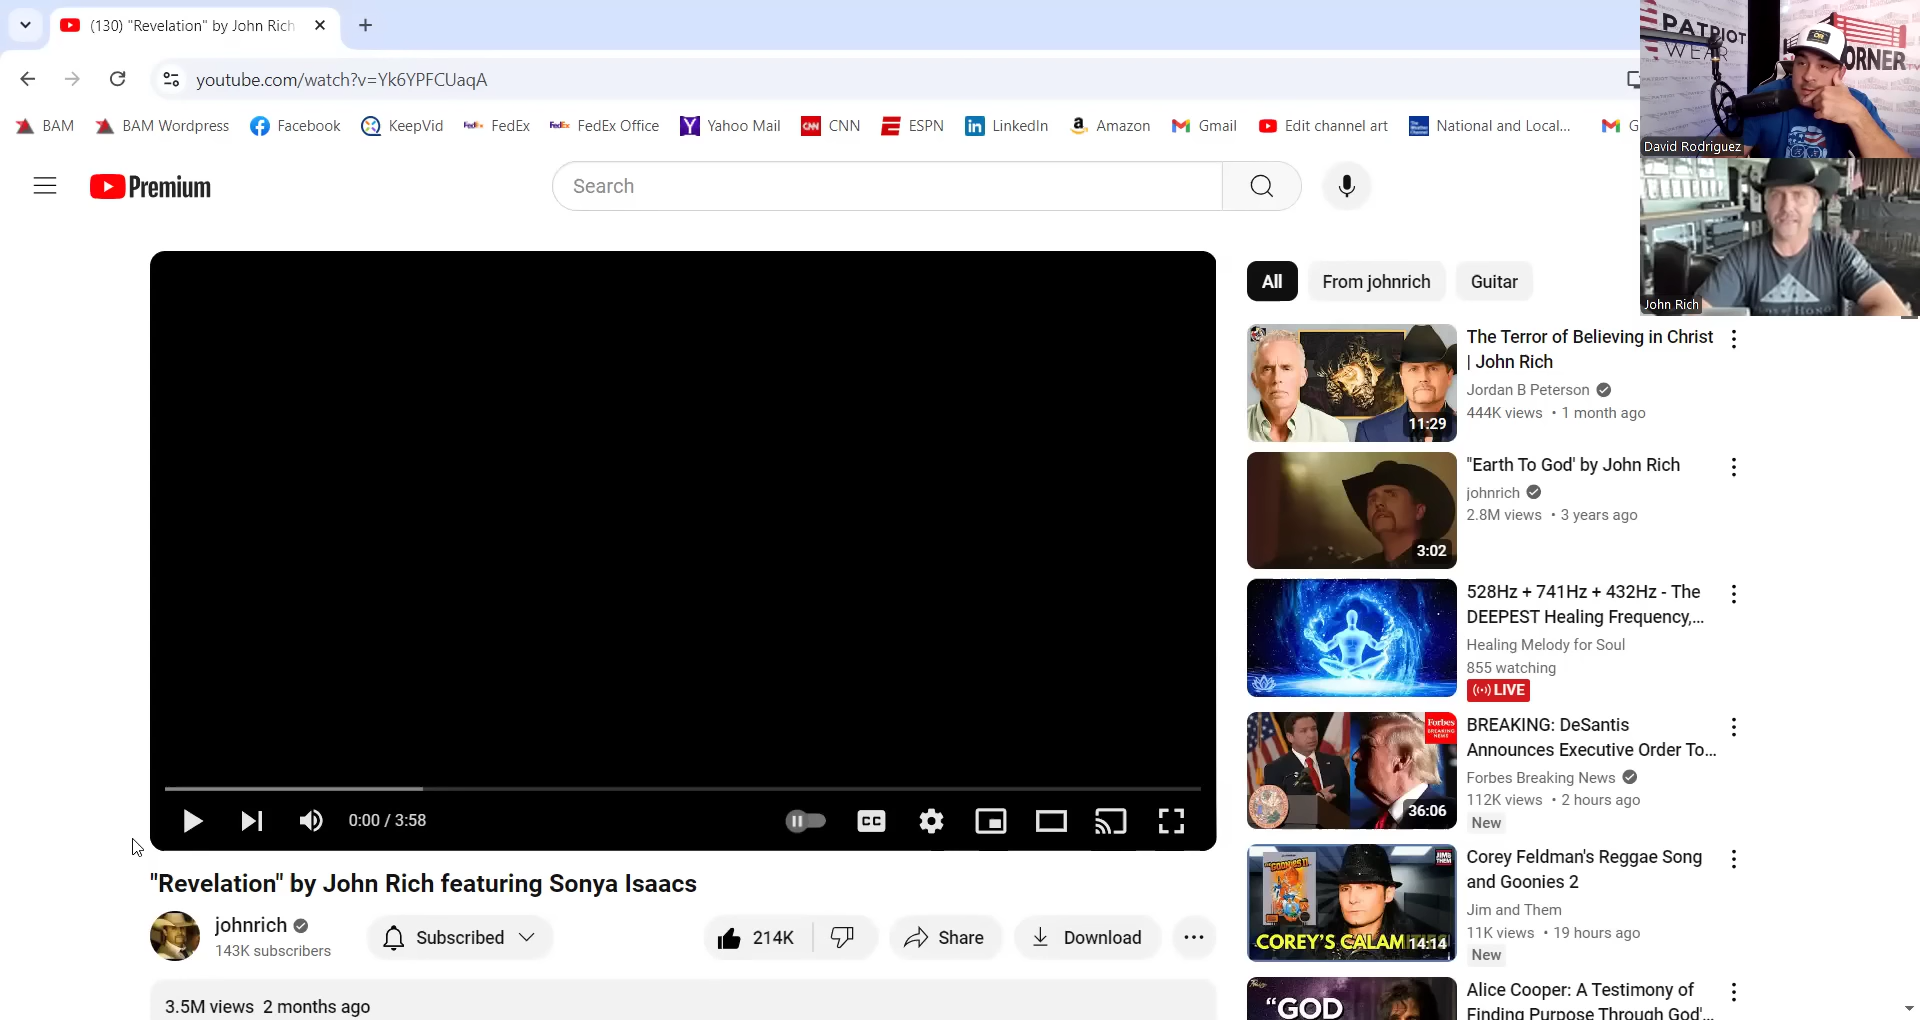 (130) "Revelation" by John Rich
youtube.com/watch?v=Yk6YPFCUaqA
BAM
BAM Wordpress
Facebook
KeepVid
FedEx
FedEx
FedEx
FedEx Office
Yahoo Mail
CNN
CNN
ESPN
LinkedIn
Amazon
Gmail
Edit channel art
National and Local...
G
PATRIOT
WEAR
CORNER
David Rodriguez
John Rich
Premium
Search
All
From johnrich
Guitar
0:00 / 3:58
CC
"Revelation" by John Rich featuring Sonya Isaacs
johnrich
143K subscribers
Subscribed
214K
Share
Download
3.5M views 2 months ago
11:29
The Terror of Believing in Christ
| John Rich
Jordan B Peterson
444K views • 1 month ago
3:02
"Earth To God' by John Rich
johnrich
2.8M views • 3 years ago
528Hz + 741Hz + 432Hz - The
DEEPEST Healing Frequency,...
Healing Melody for Soul
855 watching
LIVE
Forbes
BREAKING
NEWS
36:06
BREAKING: DeSantis
Announces Executive Order To...
Forbes Breaking News
112K views • 2 hours ago
New
COREY'S CALAM
14:14
Corey Feldman's Reggae Song
and Goonies 2
Jim and Them
11K views • 19 hours ago
New
"GOD
Alice Cooper: A Testimony of
Finding Purpose Through God'...